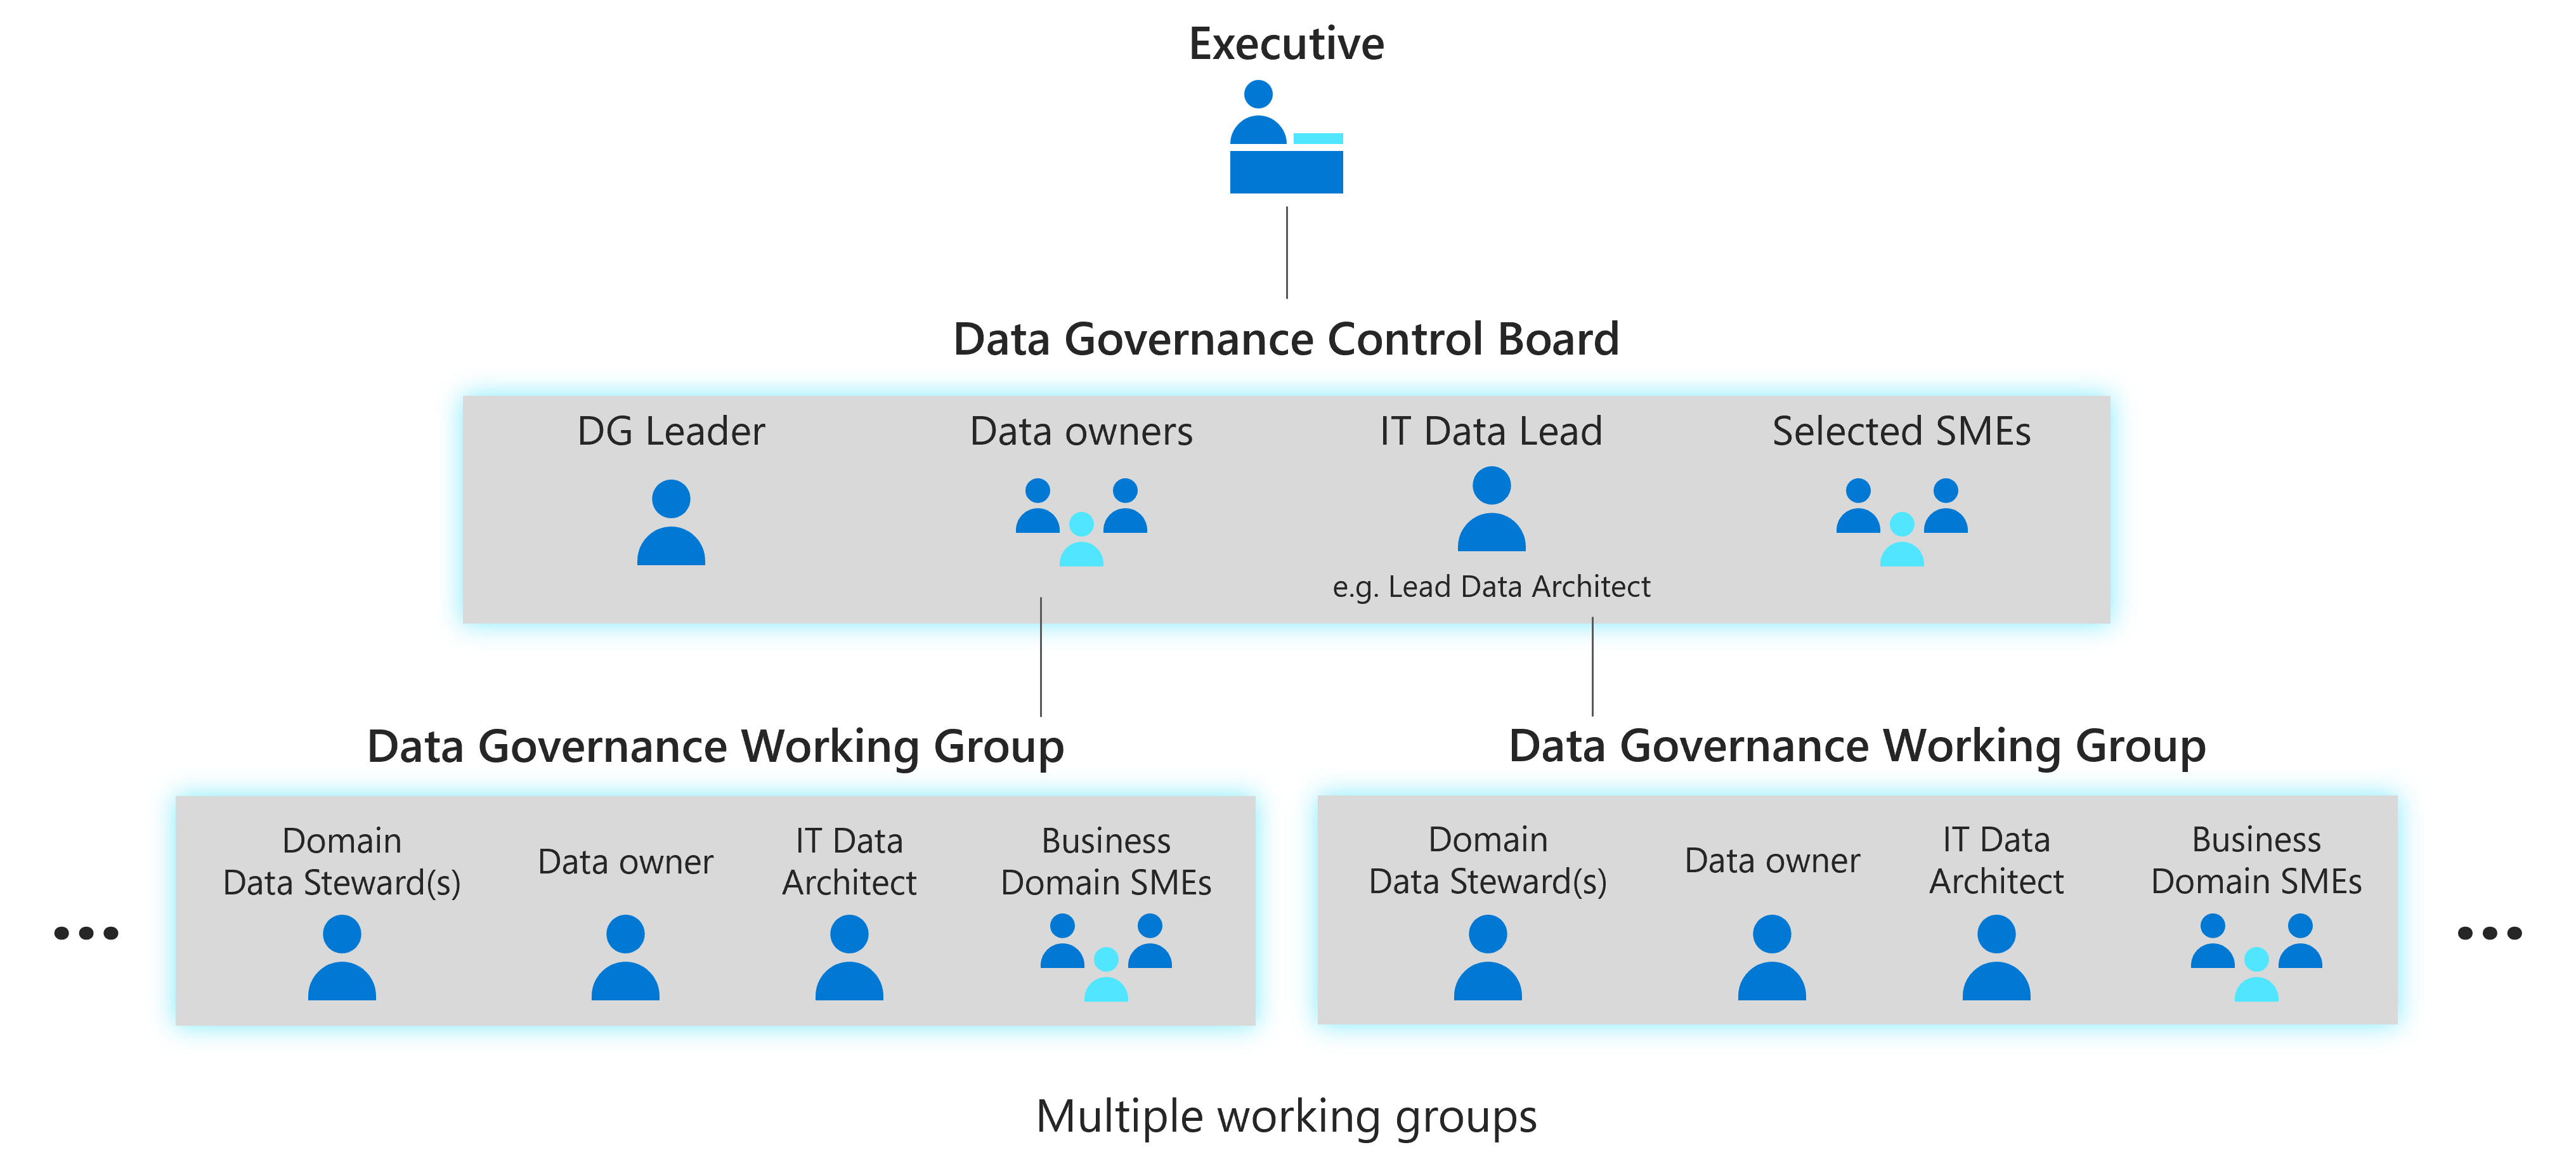 Executive
Data Governance Control Board
DG Leader
Data owners
IT Data Lead
Selected SMEs
e.g. Lead Data Architect
Data Governance Working Group
Domain
Data Steward(s)
Data owner
IT Data
Architect
Business
Domain SMEs
Data Governance Working Group
Domain
Data Steward(s)
Data owner
IT Data
Architect
Business
Domain SMEs
...
...
Multiple working groups